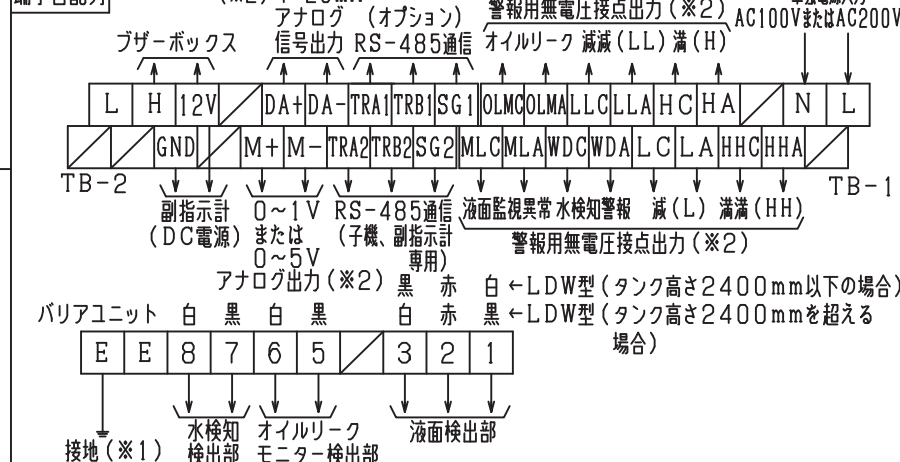 端子台配列
警報用無電圧接点出力(※2)
アナログ (オプション)
AC100VまたはAC200V
ブザーボックス 信号出力 RS-485通信 オイルリーク 減減(LL) 満(H)
L H 12V DA+ DA- TRA1 TRB1 SG1 OLMC OLMA LLC LLA HC HA N L
GND M+ M- TRA2 TRB2 SG2 MLC MLA WDC WDA LC LA HHC HHA
TB-2 TB-1
副指示計 0~1V RS-485通信 液面監視異常 水検知警報 減(L) 満満(HH)
(DC電源) または (子機、副指示計
0~5V 専用) 警報用無電圧接点出力(※2)
アナログ出力(※2)
黒 赤 白 ←LDW型(タンク高さ2400mm以下の場合)
バリアユニット 白 黒 白 黒 白 赤 黒 ←LDW型(タンク高さ2400mmを超える
場合)
E E 8 7 6 5 3 2 1
水検知 オイルリーク 液面検出部
接地(※1) 検出部 モニター検出部